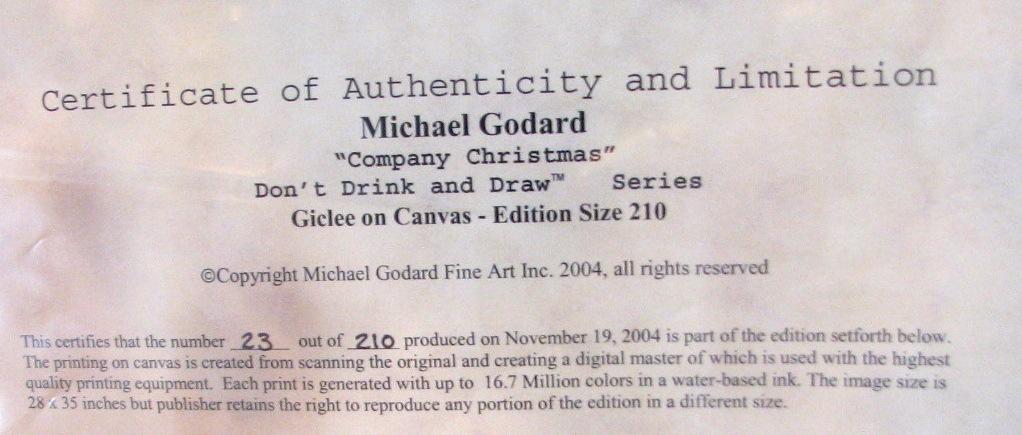 Certificate of Authenticity and Limitation
Michael Godard
"Company Christmas"
Don't Drink and Draw™ Series
Giclee on Canvas - Edition Size 210
©Copyright Michael Godard Fine Art Inc. 2004, all rights reserved
This certifies that the number 23 out of 210 produced on November 19, 2004 is part of the edition setforth below.
The printing on canvas is created from scanning the original and creating a digital master of which is used with the highest
quality printing equipment. Each print is generated with up to 16.7 Million colors in a water-based ink. The image size is
28 x 35 inches but publisher retains the right to reproduce any portion of the edition in a different size.